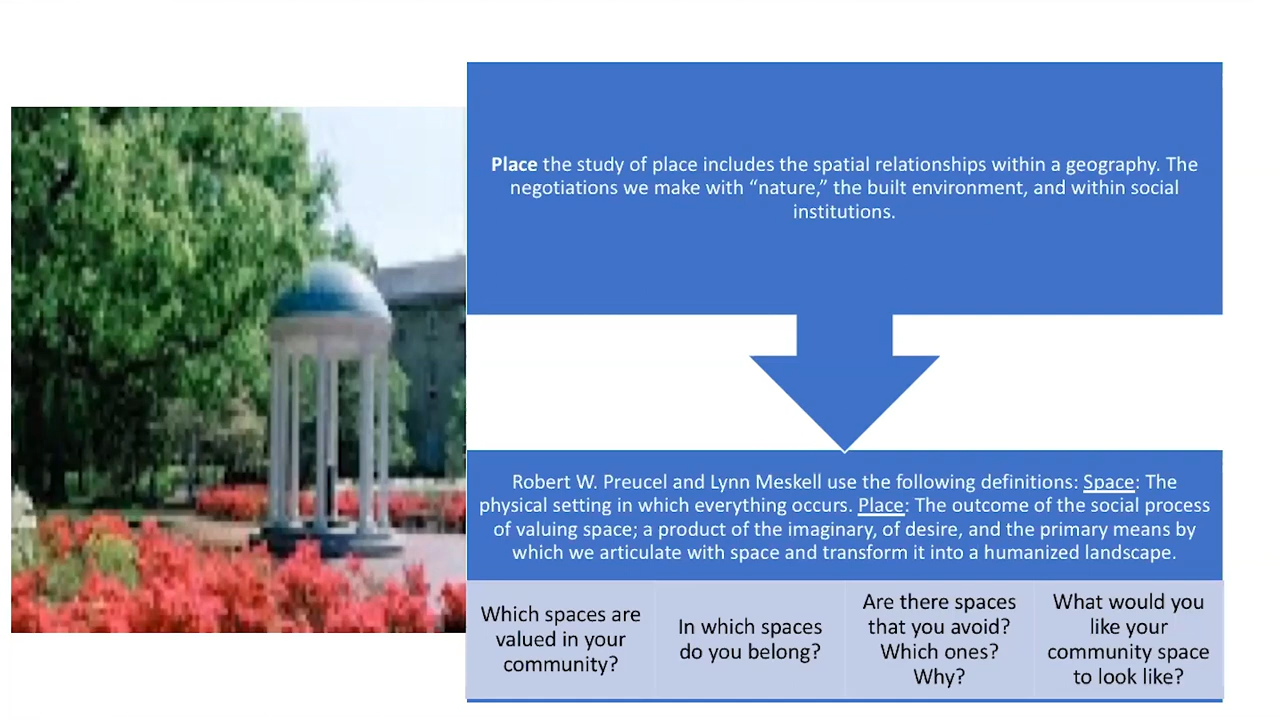 Place the study of place includes the spatial relationships within a geography. The
negotiations we make with “nature,” the built environment, and within social
institutions.
Robert W. Preucel and Lynn Meskell use the following definitions: Space: The
physical setting in which everything occurs. Place: The outcome of the social process
of valuing space; a product of the imaginary, of desire, and the primary means by
which we articulate with space and transform it into a humanized landscape.
Which spaces are
valued in your
community?
In which spaces
do you belong?
Are there spaces
that you avoid?
Which ones?
Why?
What would you
like your
community space
to look like?